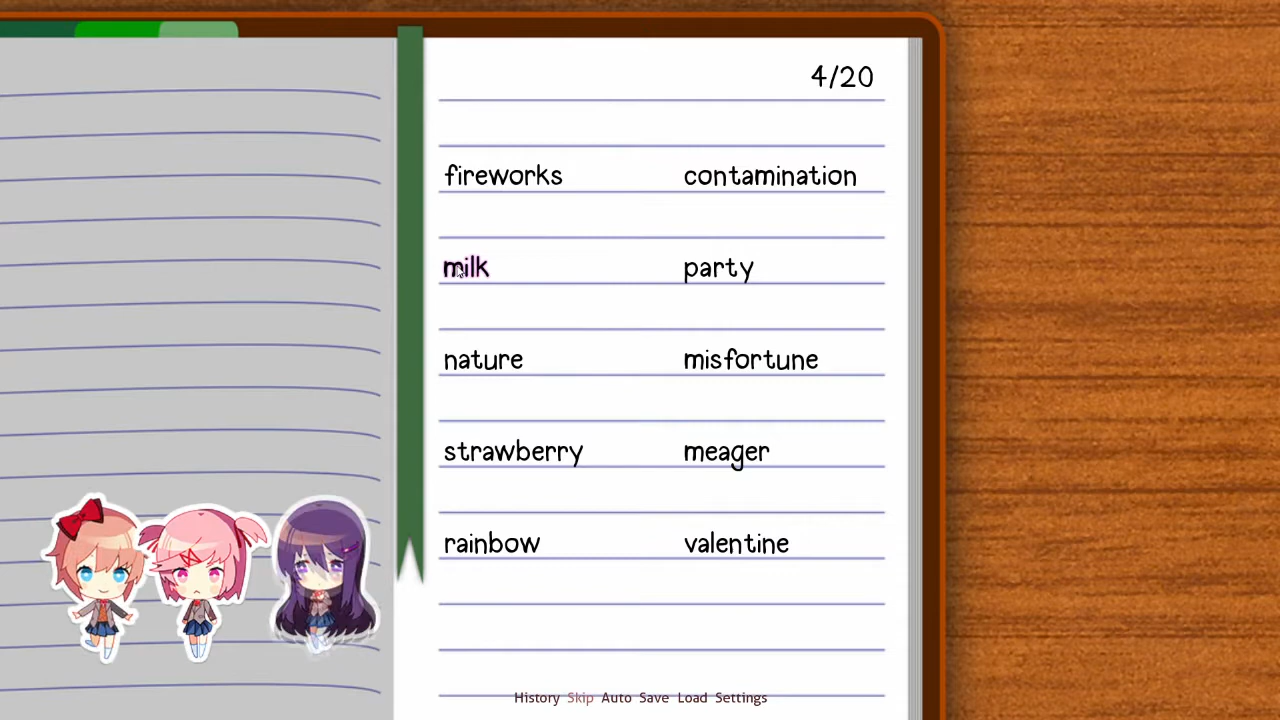 4/20
fireworks contamination
milk party
nature misfortune
strawberry meager
rainbow valentine
History Skip Auto Save Load Settings